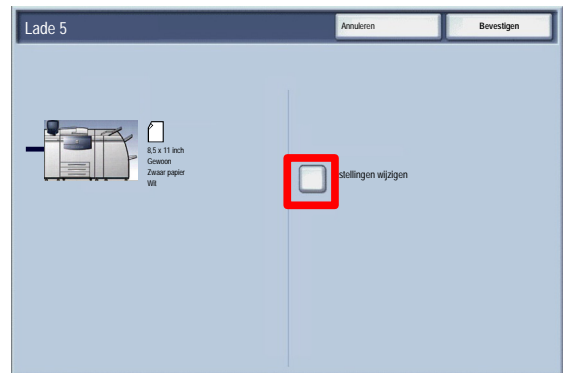 Lade 5
Annuleren
Bevestigen
8,5 x 11 inch
Gewoon
Zwaar papier
Wit
stellingen wijzigen